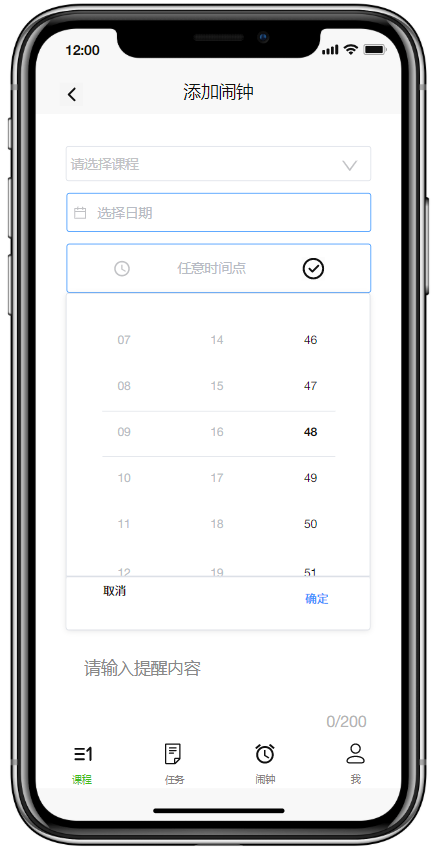 12:00
添加闹钟
请选择课程
选择日期
任意时间点
07 14 46
08 15 47
09 16 48
10 17 49
11 18 50
12 19 51
取消 确定
请输入提醒内容
0/200
课程 任务 闹钟 我